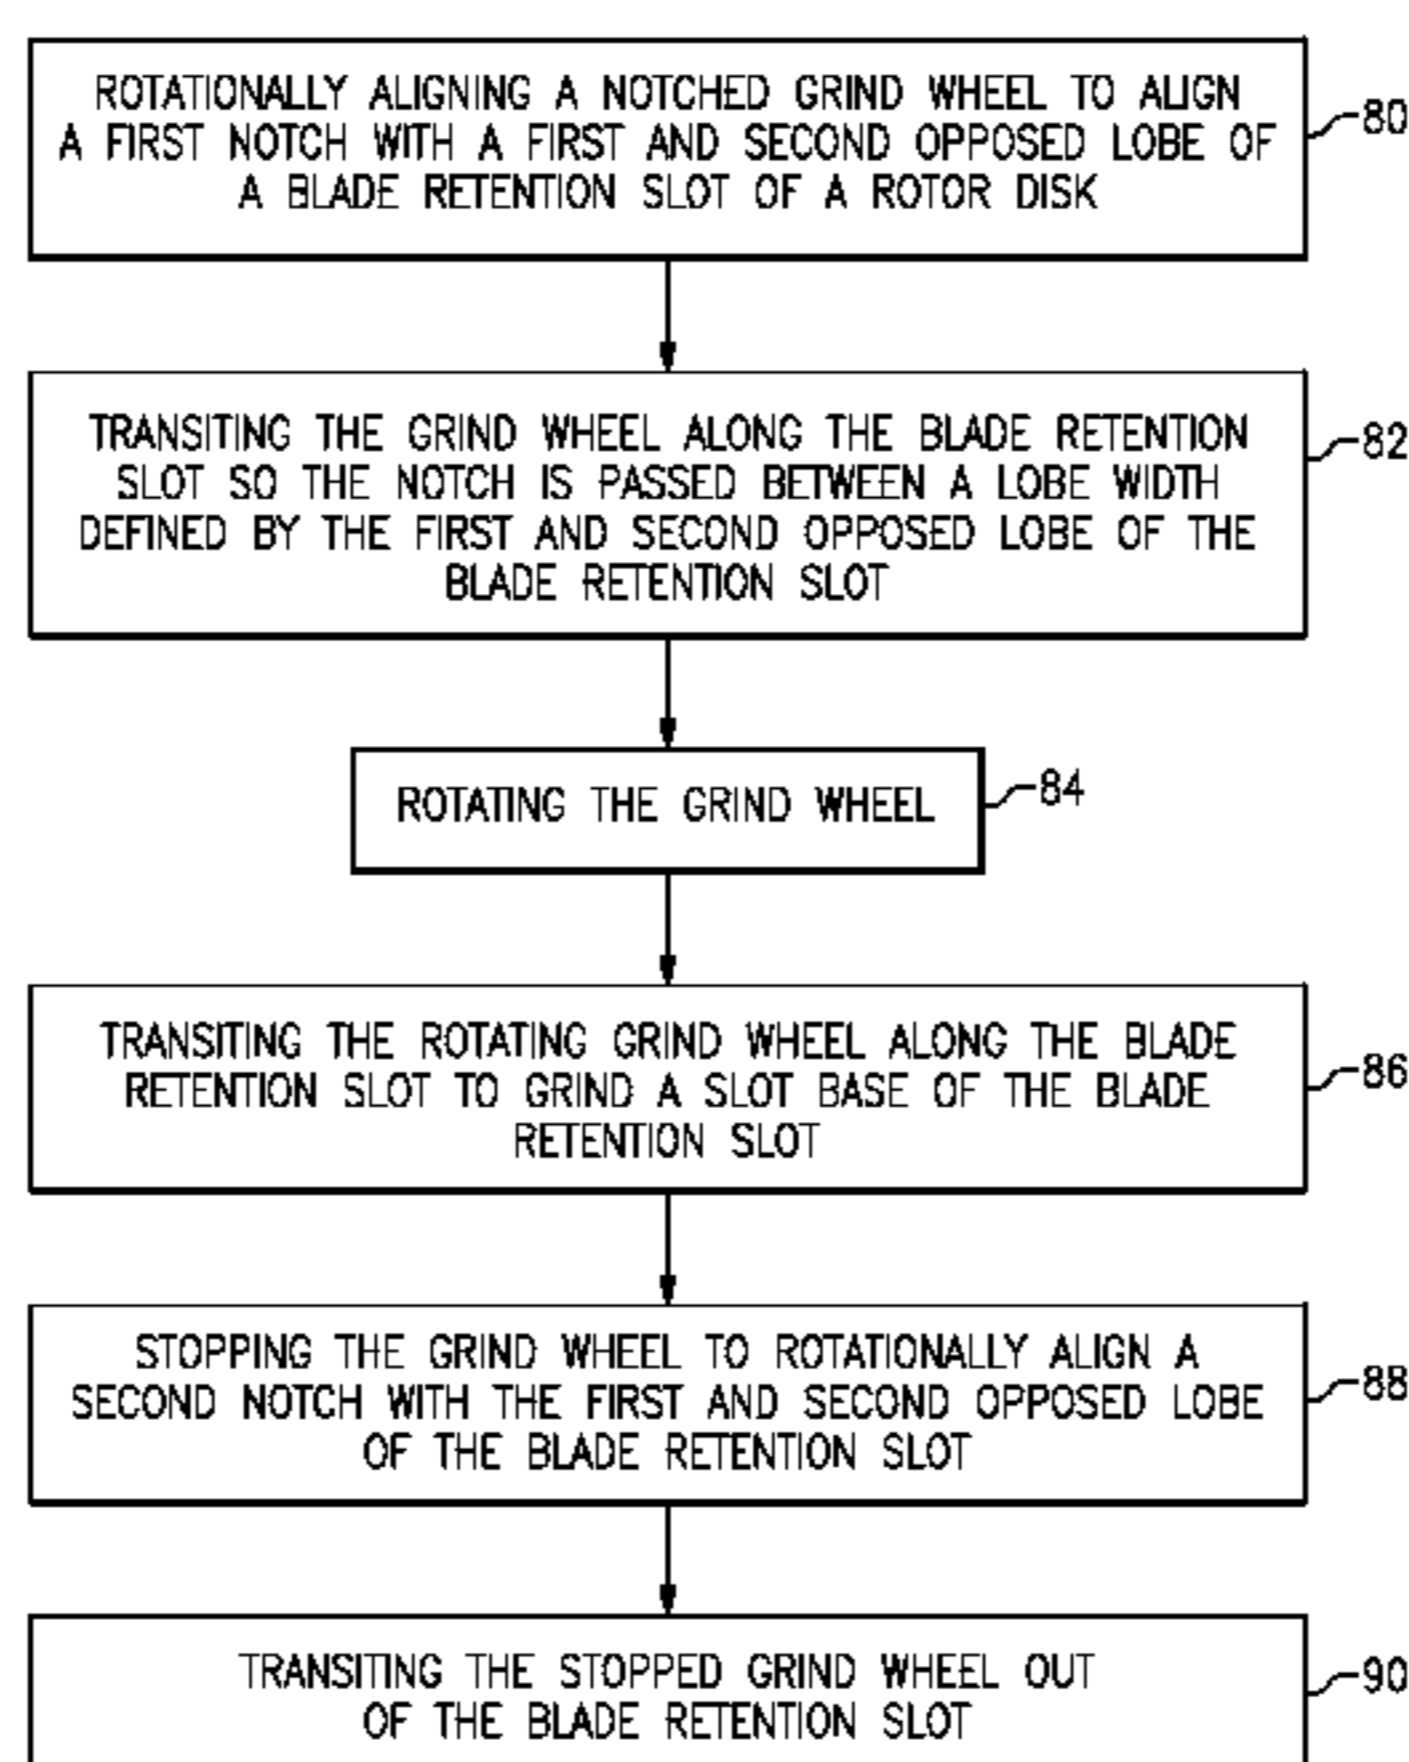 ROTATIONALLY ALIGNING A NOTCHED GRIND WHEEL TO ALIGN
A FIRST NOTCH WITH A FIRST AND SECOND OPPOSED LOBE OF
A BLADE RETENTION SLOT OF A ROTOR DISK
80
TRANSITING THE GRIND WHEEL ALONG THE BLADE RETENTION
SLOT SO THE NOTCH IS PASSED BETWEEN A LOBE WIDTH
DEFINED BY THE FIRST AND SECOND OPPOSED LOBE OF THE
BLADE RETENTION SLOT
82
ROTATING THE GRIND WHEEL
84
TRANSITING THE ROTATING GRIND WHEEL ALONG THE BLADE
RETENTION SLOT TO GRIND A SLOT BASE OF THE BLADE
RETENTION SLOT
86
STOPPING THE GRIND WHEEL TO ROTATIONALLY ALIGN A
SECOND NOTCH WITH THE FIRST AND SECOND OPPOSED LOBE
OF THE BLADE RETENTION SLOT
88
TRANSITING THE STOPPED GRIND WHEEL OUT
OF THE BLADE RETENTION SLOT
90